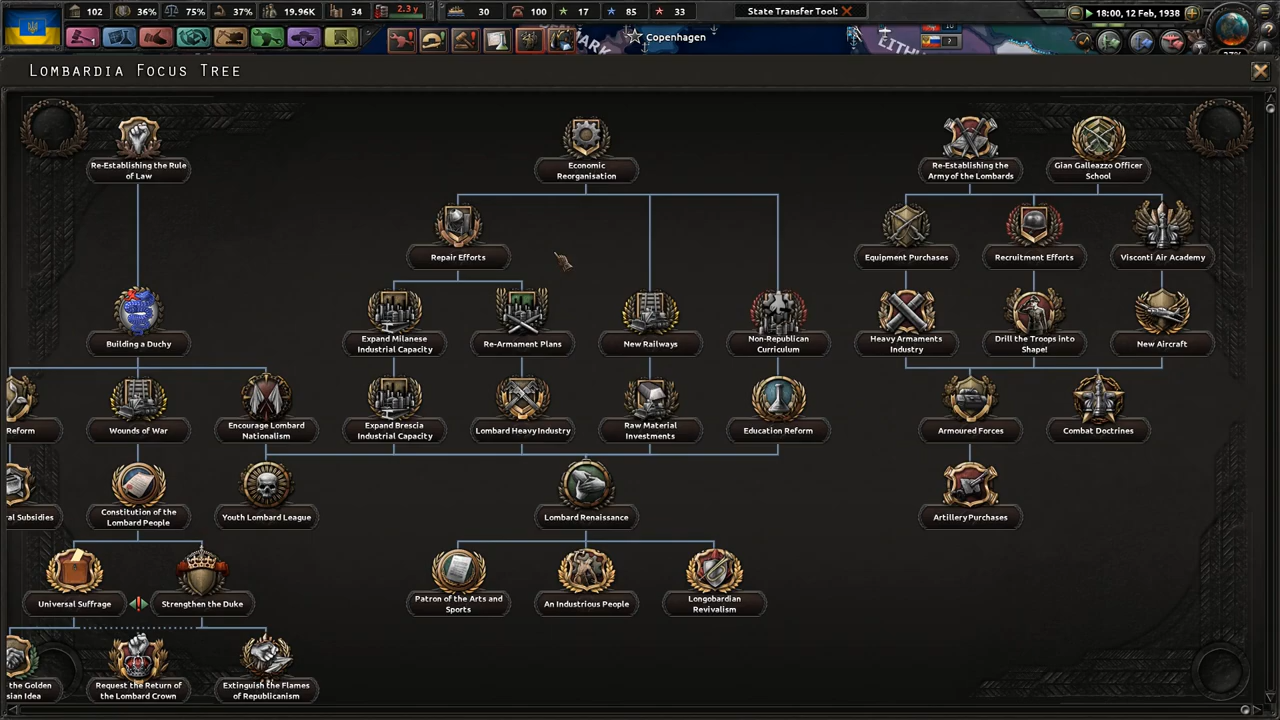 102
36%
75%
37%
19.96K
34
2.3 y
30
100
17
85
33
State Transfer Tool:
18:00, 12 Feb, 1938
Copenhagen
LITH
LOMBARDIA FOCUS TREE
Re-Establishing the Rule
of Law
Economic
Reorganisation
Re-Establishing the
Army of the Lombards
Gian Galleazzo Officer
School
Repair Efforts
Equipment Purchases
Recruitment Efforts
Visconti Air Academy
Building a Duchy
Expand Milanese
Industrial Capacity
Re-Armament Plans
New Railways
Non-Republican
Curriculum
Heavy Armaments
Industry
Drill the Troops into
Shape!
New Aircraft
Reform
Wounds of War
Encourage Lombard
Nationalism
Expand Brescia
Industrial Capacity
Lombard Heavy Industry
Raw Material
Investments
Education Reform
Armoured Forces
Combat Doctrines
ral Subsidies
Constitution of the
Lombard People
Youth Lombard League
Lombard Renaissance
Artillery Purchases
Universal Suffrage
Strengthen the Duke
Patron of the Arts and
Sports
An Industrious People
Longobardian
Revivalism
the Golden
sian Idea
Request the Return of
the Lombard Crown
Extinguish the Flames
of Republicanism